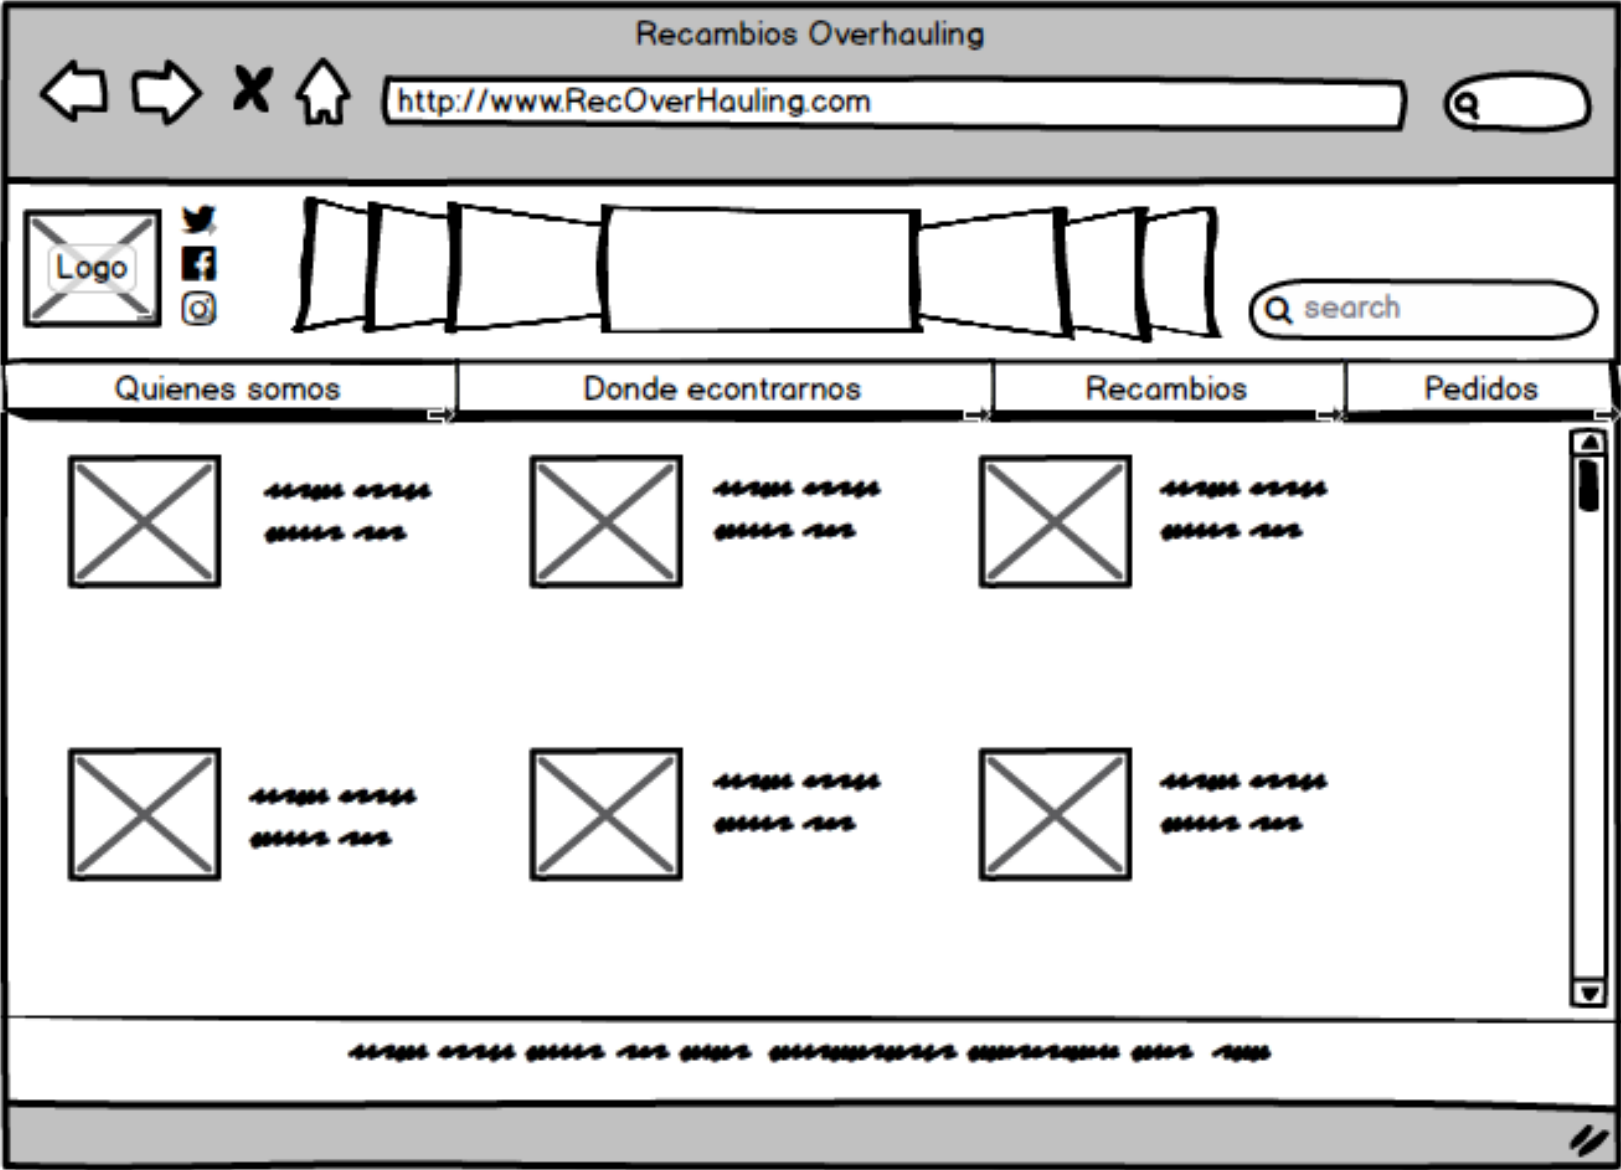 Recambios Overhauling
http://www.RecOverHauling.com
Logo
search
Quienes somos
Donde econtrarnos
Recambios
Pedidos